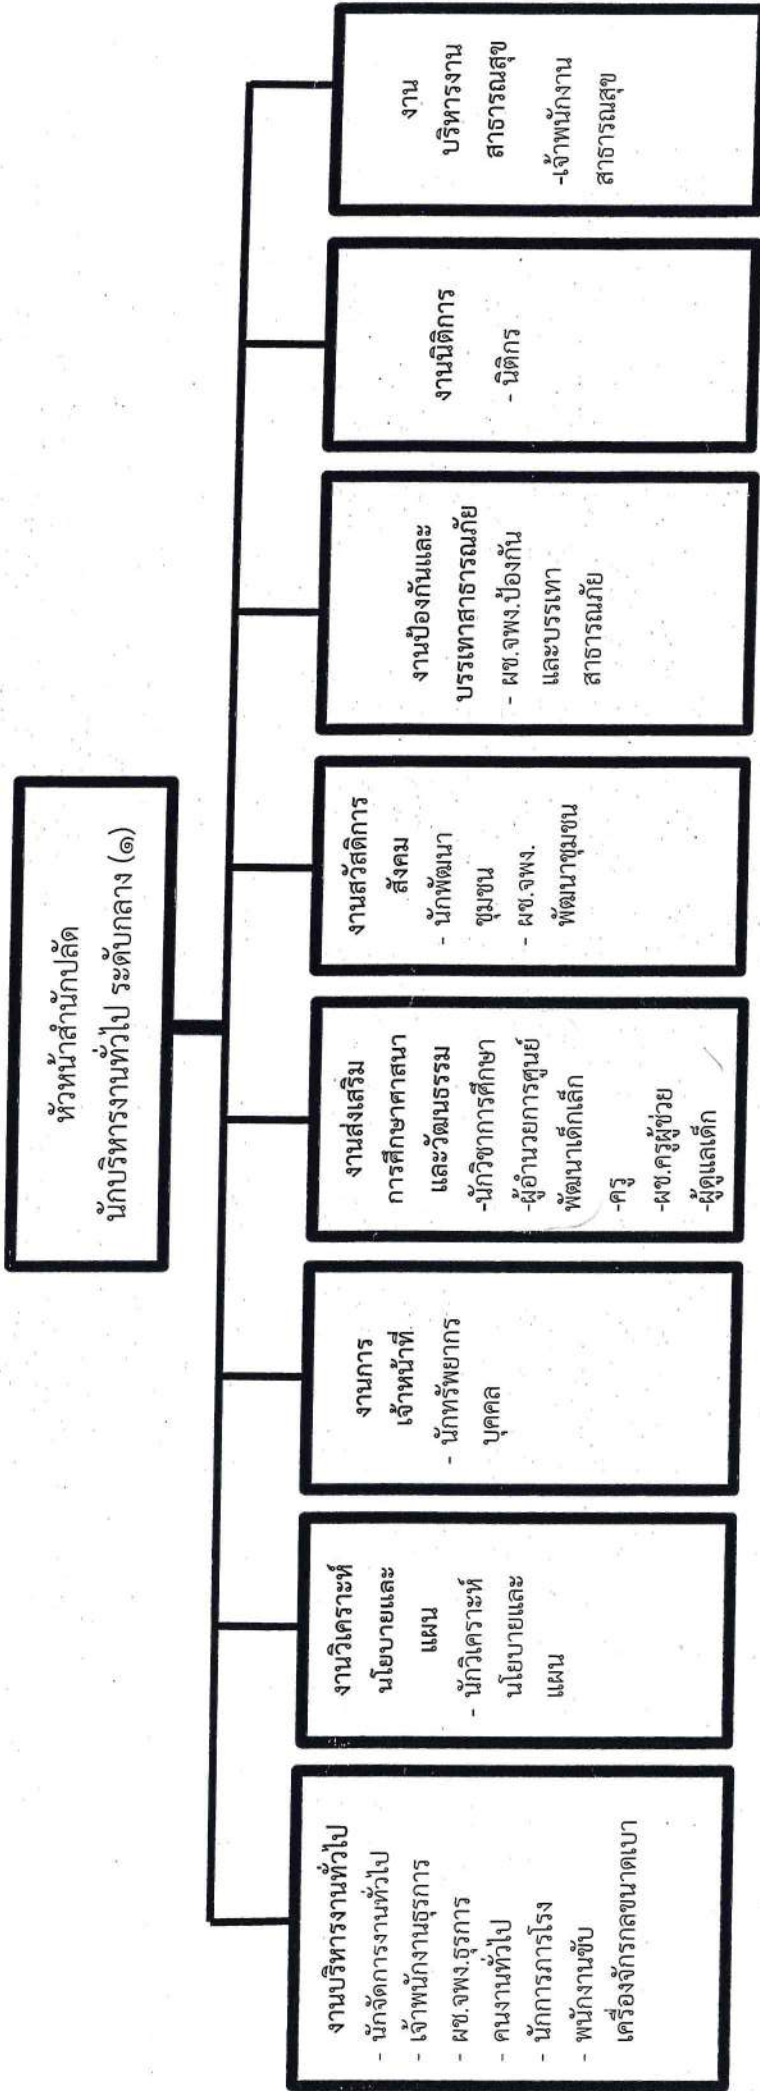 หัวหน้าสำนักปลัด
นักบริหารงานทั่วไป ระดับกลาง (๑)
งานบริหารงานทั่วไป
- นักจัดการงานทั่วไป
- เจ้าพนักงานธุรการ
- ผช.จพง.ธุรการ
- คนงานทั่วไป
- นักการภารโรง
- พนักงานขับ
เครื่องจักรกลขนาดเบา
งานวิเคราะห์
นโยบายและ
แผน
- นักวิเคราะห์
นโยบายและ
แผน
งานการ
เจ้าหน้าที่
- นักทรัพยากร
บุคคล
งานส่งเสริม
การศึกษาศาสนา
และวัฒนธรรม
-นักวิชาการศึกษา
-ผู้อำนวยการศูนย์
พัฒนาเด็กเล็ก
-ครู
-ผช.ครูผู้ช่วย
-ผู้ดูแลเด็ก
งานสวัสดิการ
สังคม
- นักพัฒนา
ชุมชน
- ผช.จพง.
พัฒนาชุมชน
งานป้องกันและ
บรรเทาสาธารณภัย
- ผช.จพง.ป้องกัน
และบรรเทา
สาธารณภัย
งานนิติการ
- นิติกร
งาน
บริหารงาน
สาธารณสุข
-เจ้าพนักงาน
สาธารณสุข